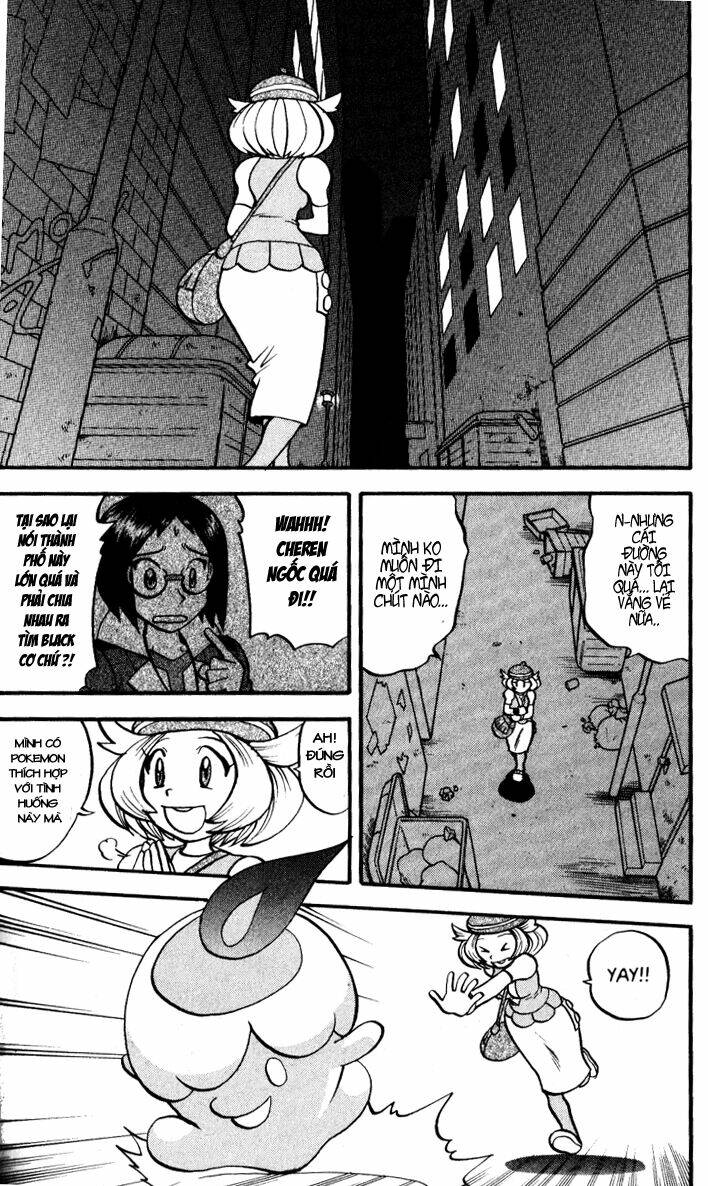 N-NHƯNG
CÁI
ĐƯỜNG
NÀY TỐI
QUÁ... LẠI
VẮNG VẺ
NỮA..
MÌNH KO
MUỐN ĐI
MỘT MÌNH
CHÚT NÀO...
WAHHH!
CHEREN
NGỐC QUÁ
ĐI!!
TẠI SAO LẠI
NÓI THÀNH
PHỐ NÀY
LỚN QUÁ VÀ
PHẢI CHIA
NHAU RA
TÌM BLACK
CƠ CHỨ ?!
AH!
ĐÚNG
RỒI
MÌNH CÓ
POKEMON
THÍCH HỢP
VỚI TÌNH
HUỐNG
NÀY MÀ
YAY!!